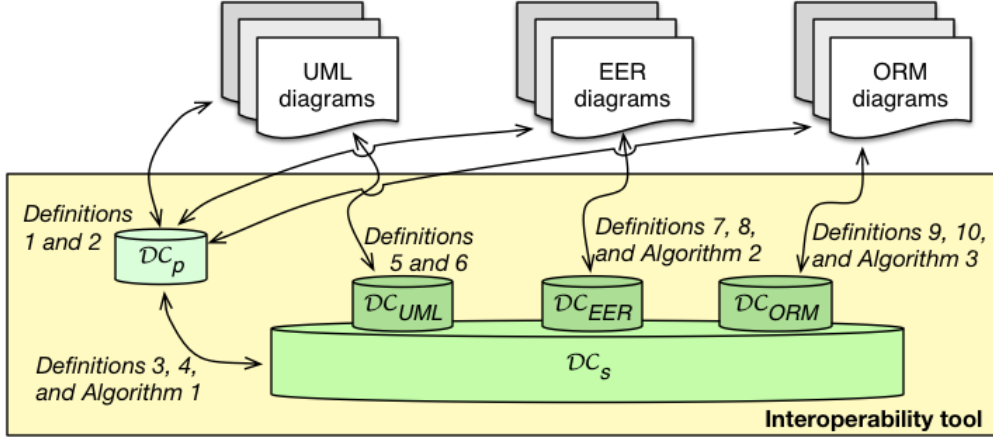 UML
diagrams
EER
diagrams
ORM
diagrams
Definitions
1 and 2
𝒟𝒞p
Definitions
5 and 6
Definitions 7, 8,
and Algorithm 2
Definitions 9, 10,
and Algorithm 3
𝒟𝒞UML
𝒟𝒞EER
𝒟𝒞ORM
Definitions 3, 4,
and Algorithm 1
𝒟𝒞s
Interoperability tool